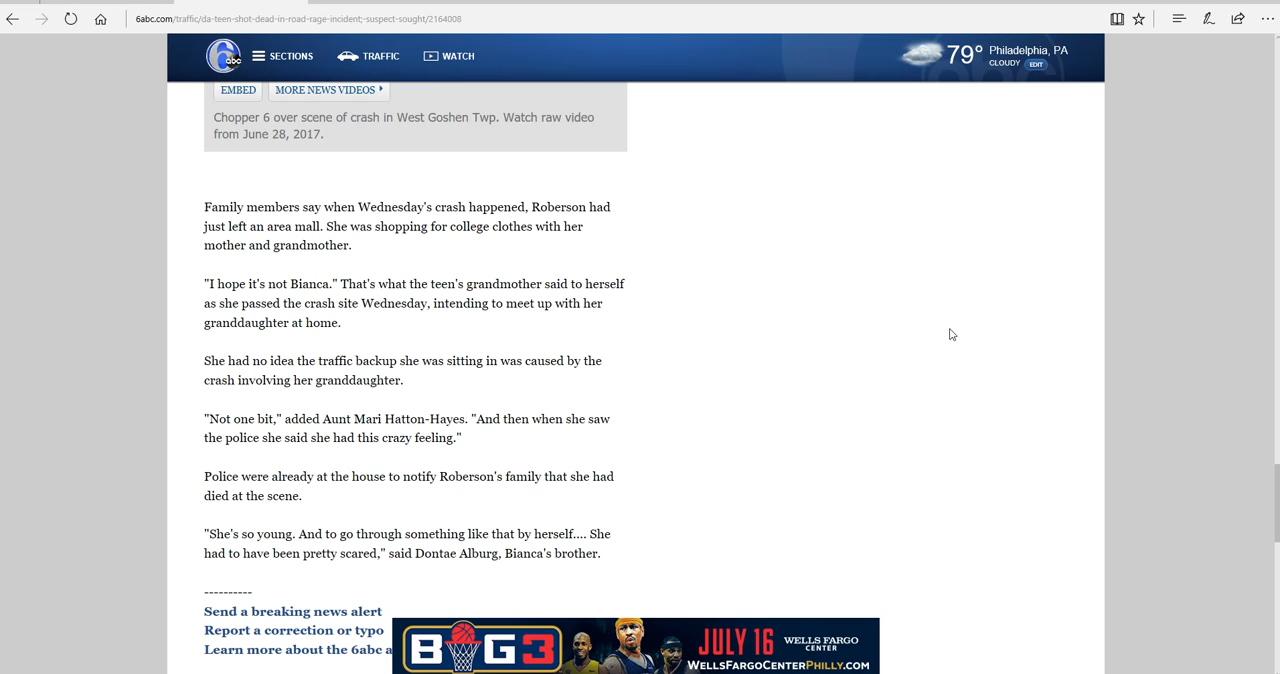 6abc.com/traffic/da-teen-shot-dead-in-road-rage-incident;-suspect-sought/2164008
6 abc SECTIONS TRAFFIC WATCH 79° Philadelphia, PA
CLOUDY EDIT
EMBED MORE NEWS VIDEOS
Chopper 6 over scene of crash in West Goshen Twp. Watch raw video
from June 28, 2017.
Family members say when Wednesday's crash happened, Roberson had
just left an area mall. She was shopping for college clothes with her
mother and grandmother.
"I hope it's not Bianca." That's what the teen's grandmother said to herself
as she passed the crash site Wednesday, intending to meet up with her
granddaughter at home.
She had no idea the traffic backup she was sitting in was caused by the
crash involving her granddaughter.
"Not one bit," added Aunt Mari Hatton-Hayes. "And then when she saw
the police she said she had this crazy feeling."
Police were already at the house to notify Roberson's family that she had
died at the scene.
"She's so young. And to go through something like that by herself.... She
had to have been pretty scared," said Dontae Alburg, Bianca's brother.
----------
Send a breaking news alert
Report a correction or typo
Learn more about the 6abc a
BIG3 JULY 16 WELLS FARGO
CENTER
WELLSFARGOCENTERPHILLY.COM